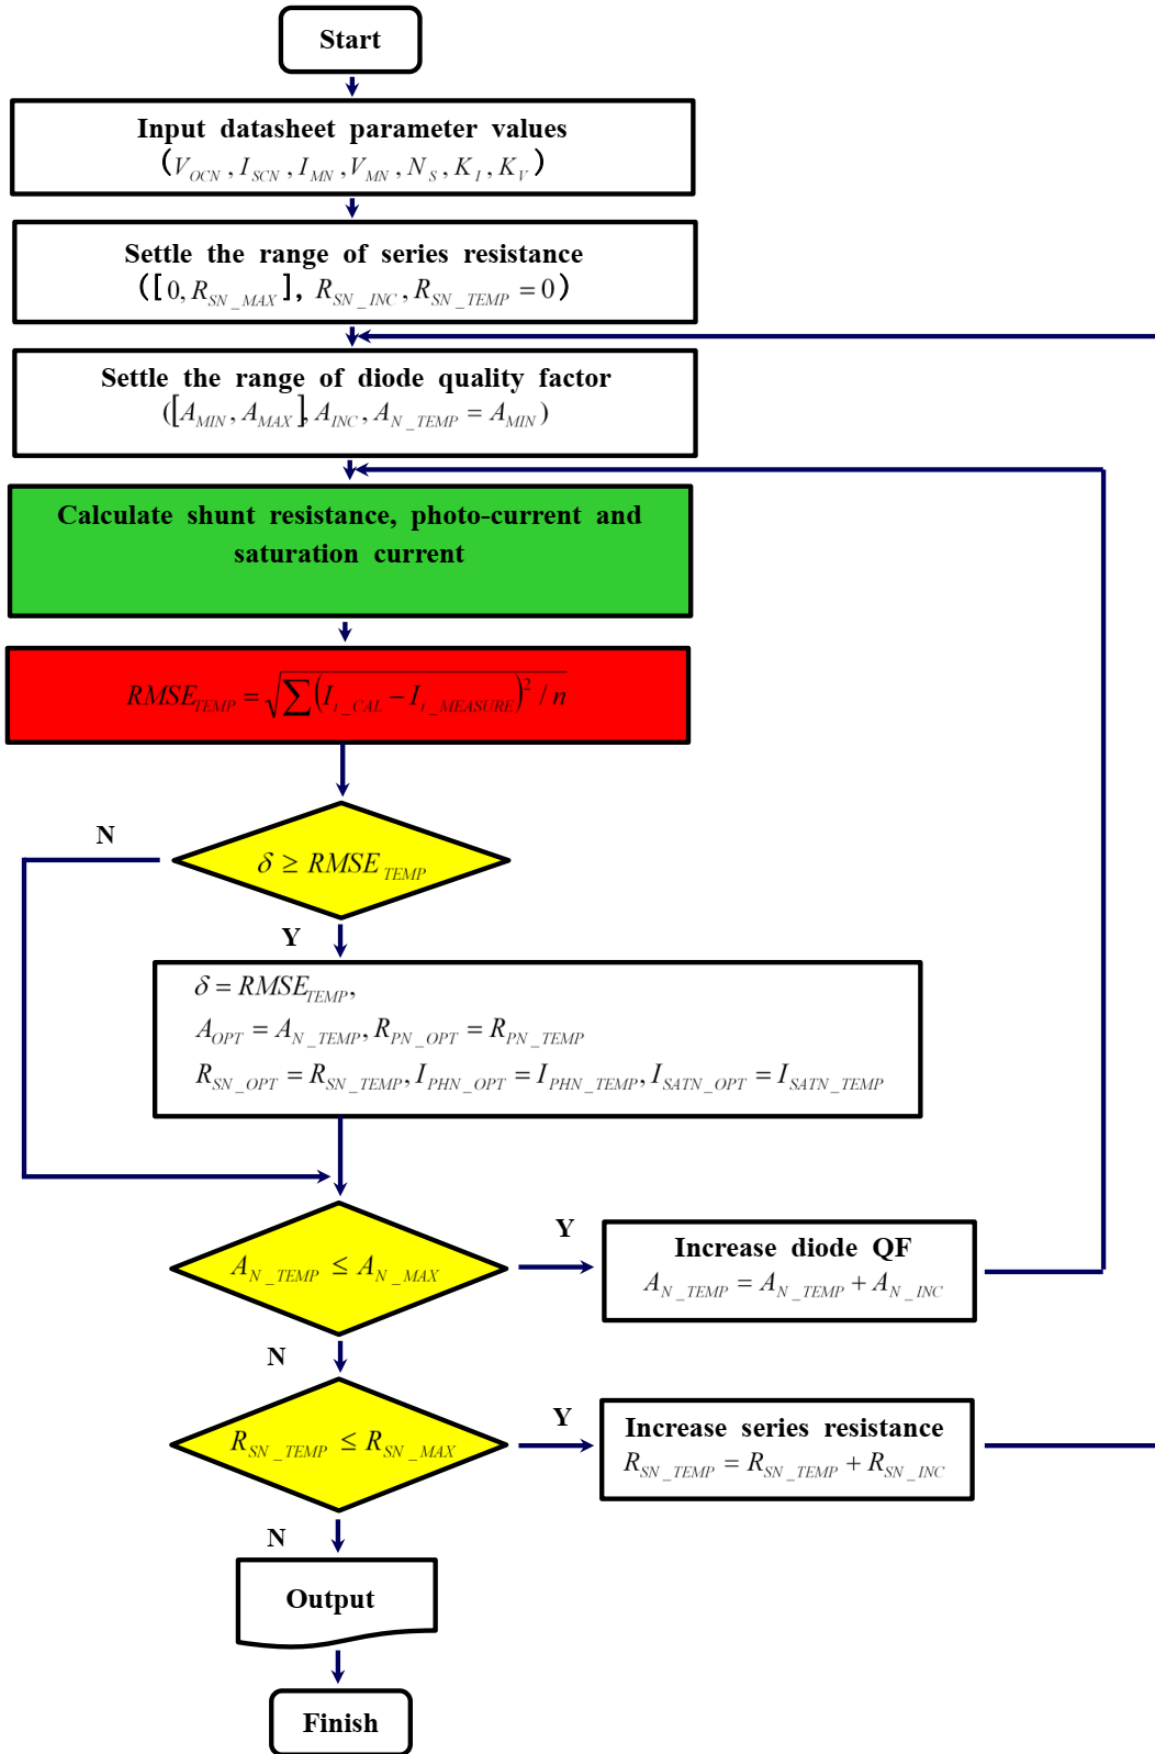 Start
Input datasheet parameter values
(V_OCN, I_SCN, I_MN, V_MN, N_S, K_I, K_V)
Settle the range of series resistance
([0, R_SN_MAX], R_SN_INC, R_SN_TEMP = 0)
Settle the range of diode quality factor
([A_MIN, A_MAX], A_INC, A_N_TEMP = A_MIN)
Calculate shunt resistance, photo-current and
saturation current
RMSE_TEMP = √∑(I_i_CAL − I_i_MEASURE)² / n
N
δ ≥ RMSE_TEMP
Y
δ = RMSE_TEMP,
A_OPT = A_N_TEMP, R_PN_OPT = R_PN_TEMP
R_SN_OPT = R_SN_TEMP, I_PHN_OPT = I_PHN_TEMP, I_SATN_OPT = I_SATN_TEMP
A_N_TEMP ≤ A_N_MAX
Y
Increase diode QF
A_N_TEMP = A_N_TEMP + A_N_INC
N
R_SN_TEMP ≤ R_SN_MAX
Y
Increase series resistance
R_SN_TEMP = R_SN_TEMP + R_SN_INC
N
Output
Finish